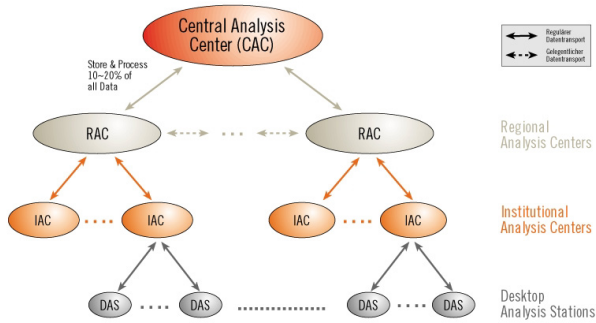 Central Analysis
Center (CAC)
Regulärer
Datentransport
Gelegentlicher
Datentransport
Store & Process
10~20% of
all Data
RAC
RAC
Regional
Analysis Centers
IAC
IAC
IAC
IAC
Institutional
Analysis Centers
DAS
DAS
DAS
DAS
Desktop
Analysis Stations